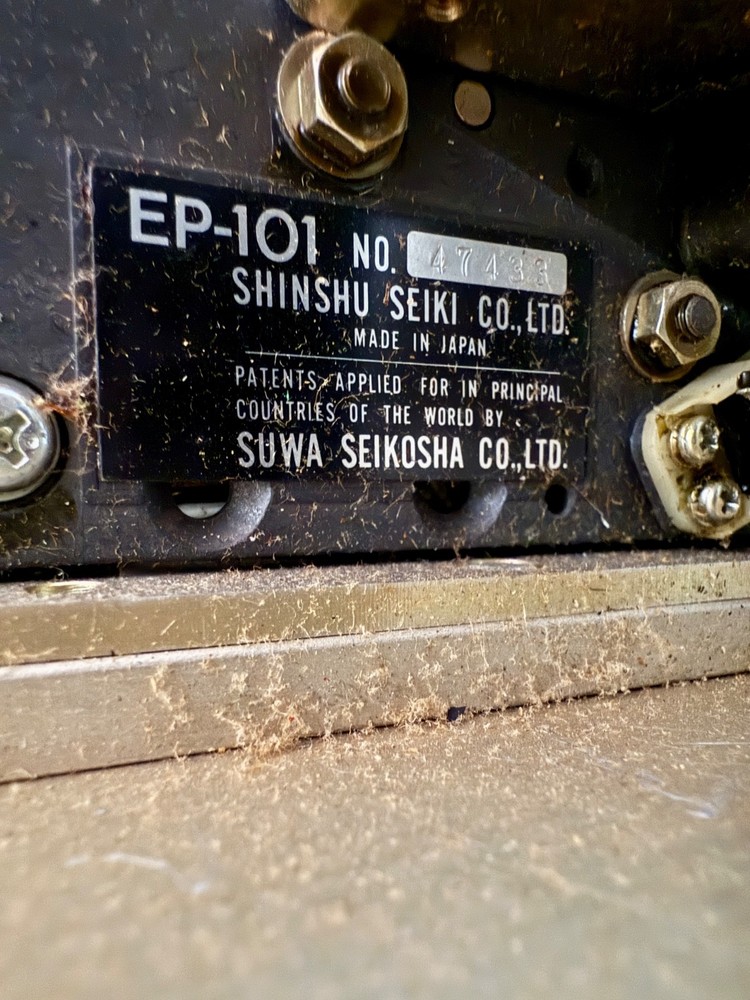 EP-101 NO. 47433
SHINSHU SEIKI CO.,LTD.
MADE IN JAPAN
PATENTS APPLIED FOR IN PRINCIPAL
COUNTRIES OF THE WORLD BY
SUWA SEIKOSHA CO.,LTD.